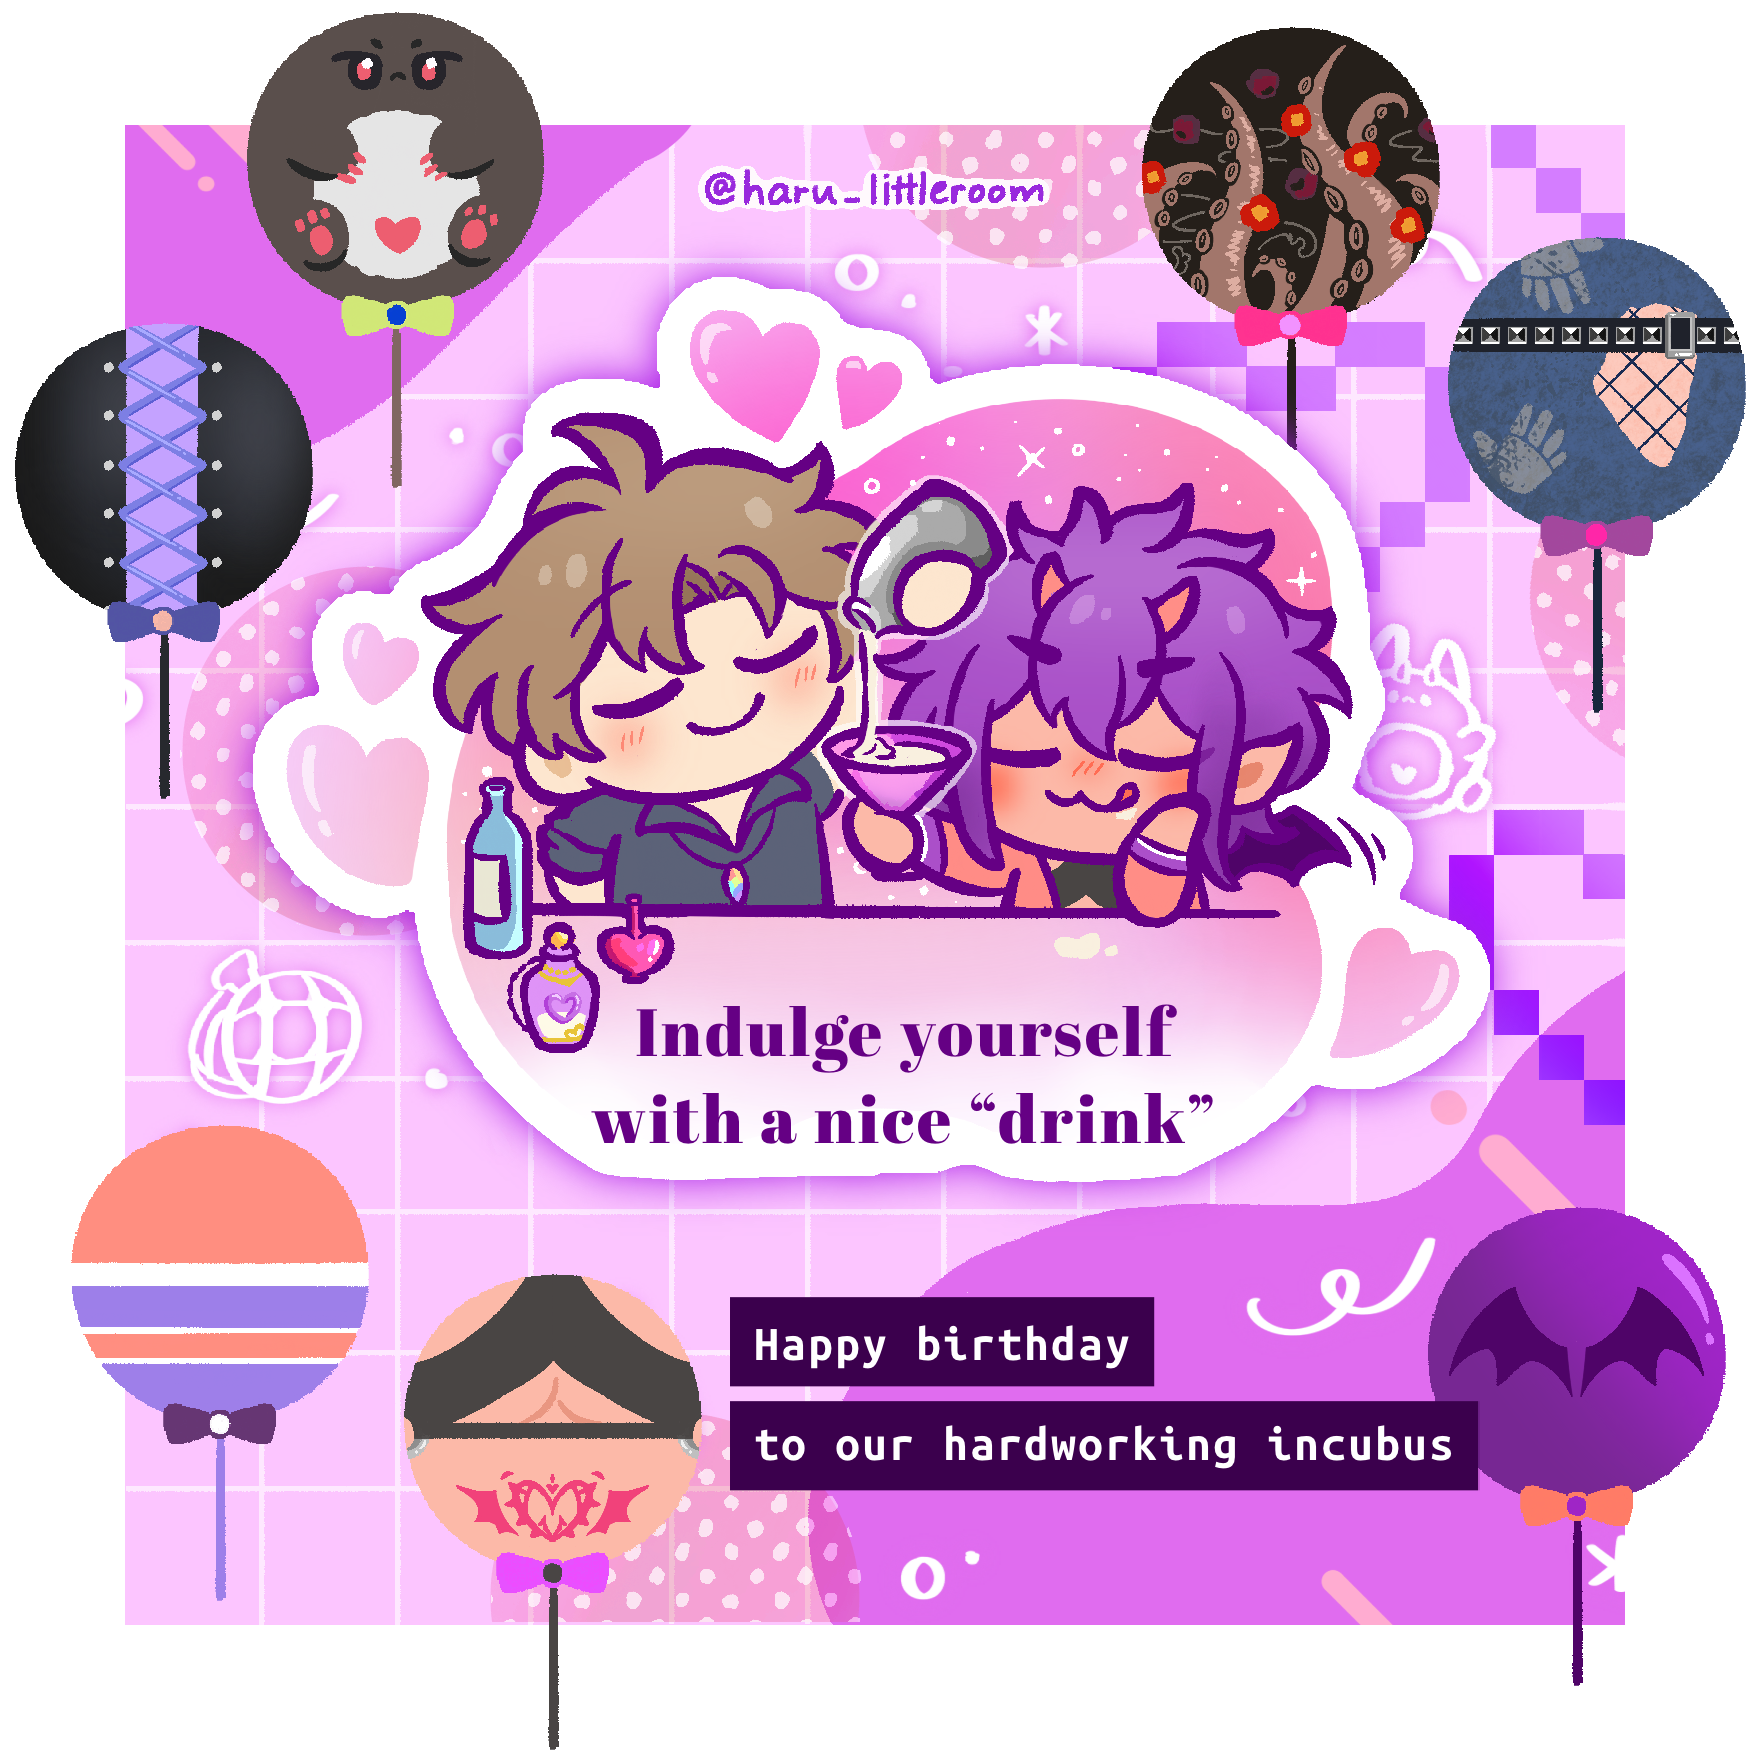 @haru_littleroom
Indulge yourself
with a nice “drink”
Happy birthday
to our hardworking incubus